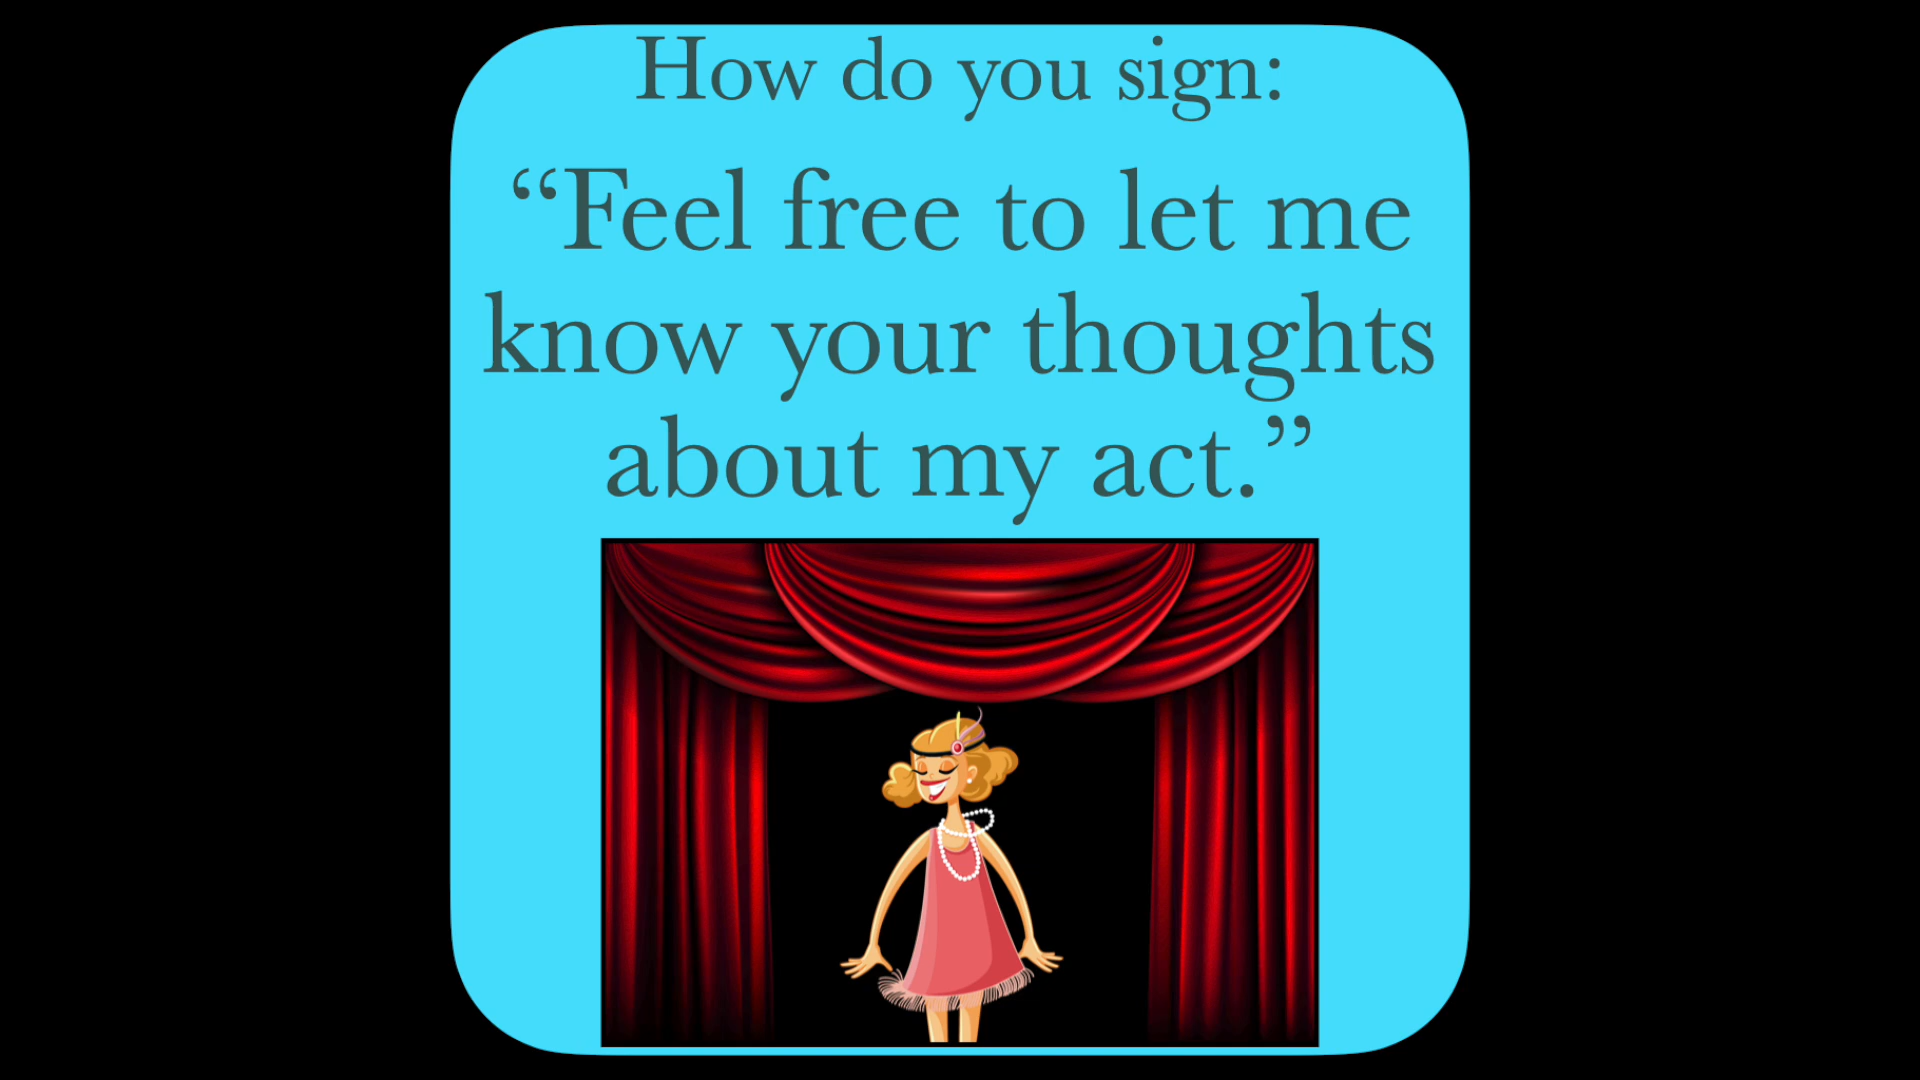 How do you sign:
“Feel free to let me
know your thoughts
about my act.”